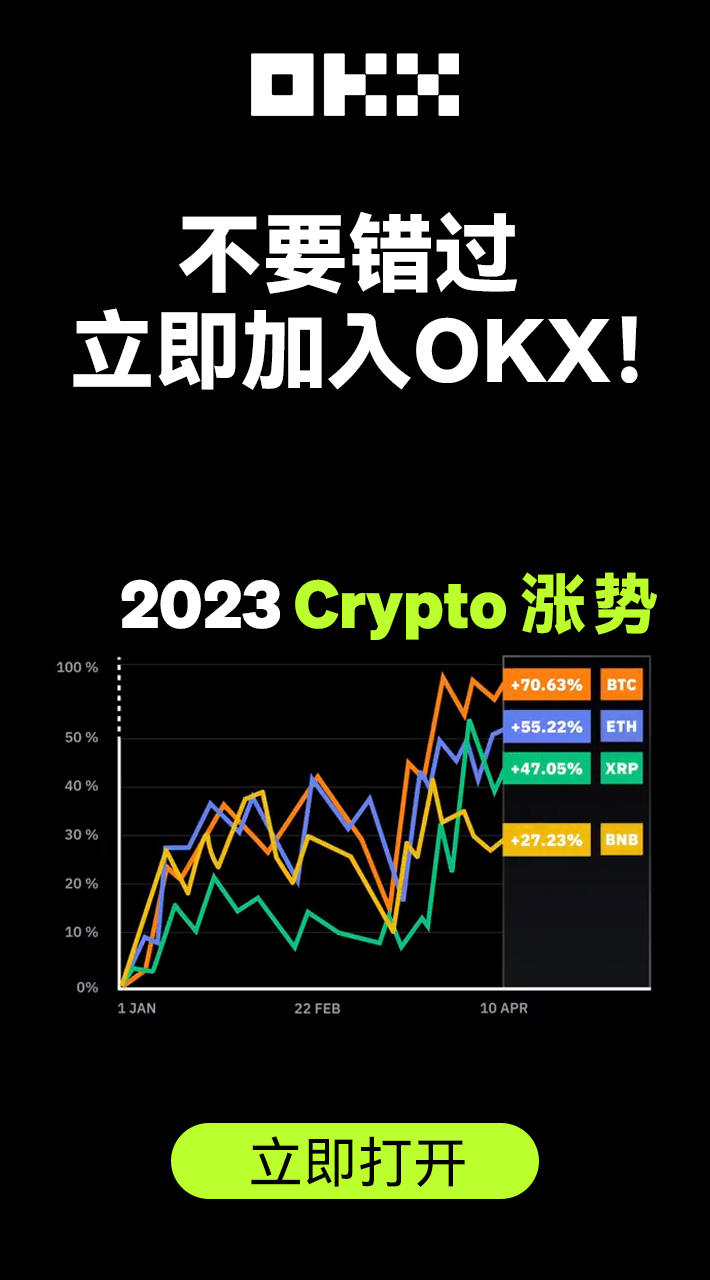 OKX
不要错过
立即加入OKX!
2023 Crypto 涨势
100 %
50 %
40 %
30 %
20 %
10 %
0%
+70.63% BTC
+55.22% ETH
+47.05% XRP
+27.23% BNB
1 JAN 22 FEB 10 APR
立即打开